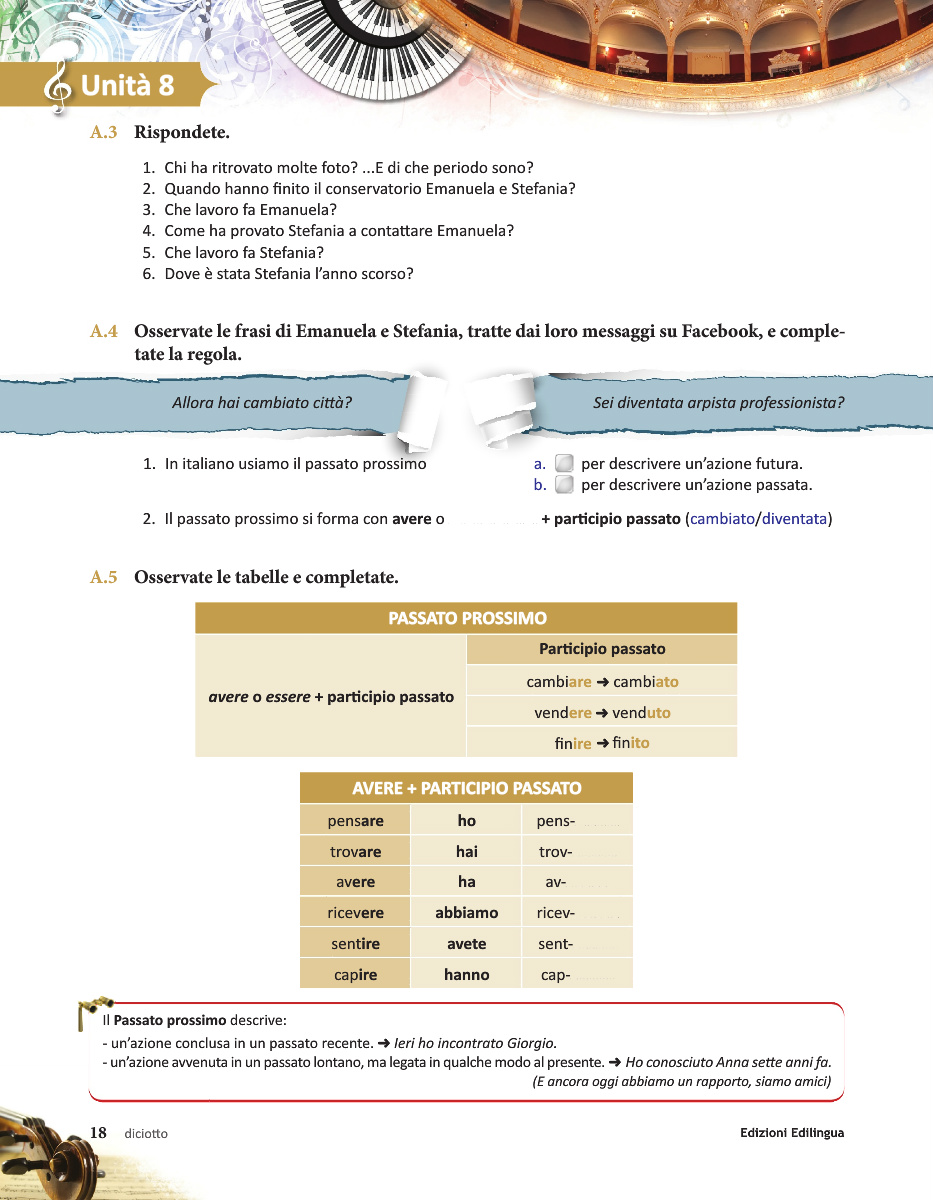 Unità 8
A.3 Rispondete.
1. Chi ha ritrovato molte foto? ...E di che periodo sono?
2. Quando hanno finito il conservatorio Emanuela e Stefania?
3. Che lavoro fa Emanuela?
4. Come ha provato Stefania a contattare Emanuela?
5. Che lavoro fa Stefania?
6. Dove è stata Stefania l'anno scorso?
A.4 Osservate le frasi di Emanuela e Stefania, tratte dai loro messaggi su Facebook, e comple-
tate la regola.
Allora hai cambiato città?
Sei diventata arpista professionista?
1. In italiano usiamo il passato prossimo
a. per descrivere un'azione futura.
b. per descrivere un'azione passata.
2. Il passato prossimo si forma con avere o ............ + participio passato (cambiato/diventata)
A.5 Osservate le tabelle e completate.
PASSATO PROSSIMO
avere o essere + participio passato
Participio passato
cambiare ➜ cambiato
vendere ➜ venduto
finire ➜ finito
AVERE + PARTICIPIO PASSATO
pensare ho pens-
trovare hai trov-
avere ha av-
ricevere abbiamo ricev-
sentire avete sent-
capire hanno cap-
Il Passato prossimo descrive:
- un'azione conclusa in un passato recente. ➜ Ieri ho incontrato Giorgio.
- un'azione avvenuta in un passato lontano, ma legata in qualche modo al presente. ➜ Ho conosciuto Anna sette anni fa.
(E ancora oggi abbiamo un rapporto, siamo amici)
18 diciotto
Edizioni Edilingua